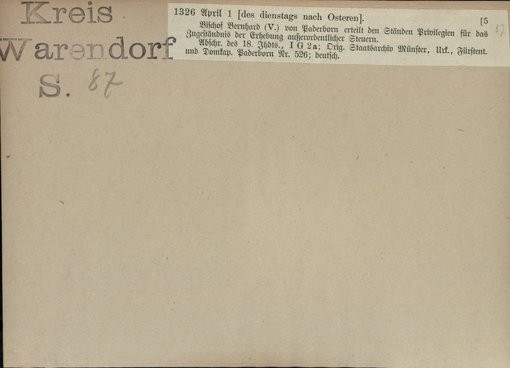 Kreis
Warendorf
S. 87
1326 April 1 [des dienstags nach Osteren]. [5
Bischof Bernhard (V.) von Paderborn erteilt den Ständen Privilegien für das
Zugeständnis der Erhebung außerordentlicher Steuern.
Abschr. des 18. Jhdts., I G 2a; Orig. Staatsarchiv Münster, Urk., Fürstent.
und Domkap. Paderborn Nr. 526; deutsch.
87